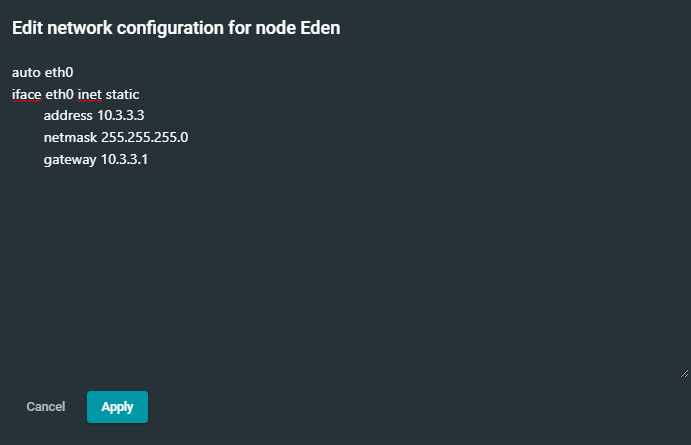 Edit network configuration for node Eden
auto eth0
iface eth0 inet static
address 10.3.3.3
netmask 255.255.255.0
gateway 10.3.3.1
Cancel
Apply